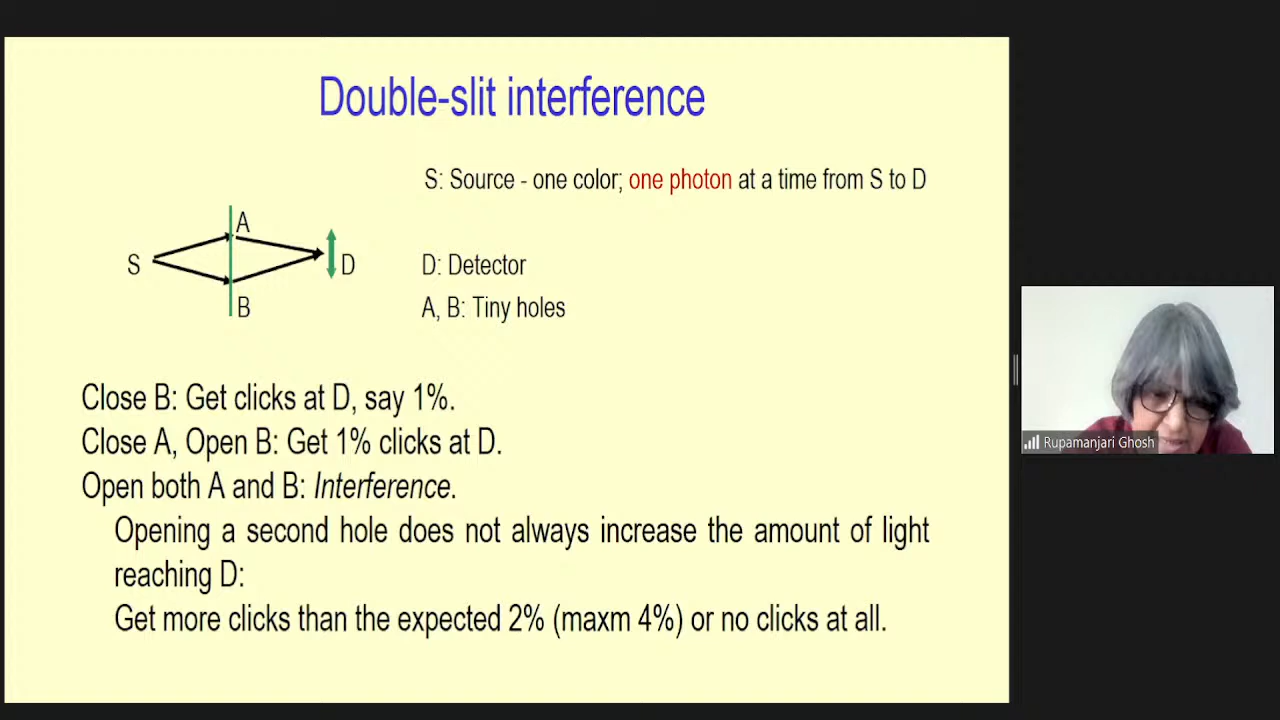 Double-slit interference
S: Source - one color; one photon at a time from S to D
A
S
D
D: Detector
B
A, B: Tiny holes
Close B: Get clicks at D, say 1%.
Close A, Open B: Get 1% clicks at D.
Open both A and B: Interference.
Opening a second hole does not always increase the amount of light
reaching D:
Get more clicks than the expected 2% (maxm 4%) or no clicks at all.
Rupamanjari Ghosh